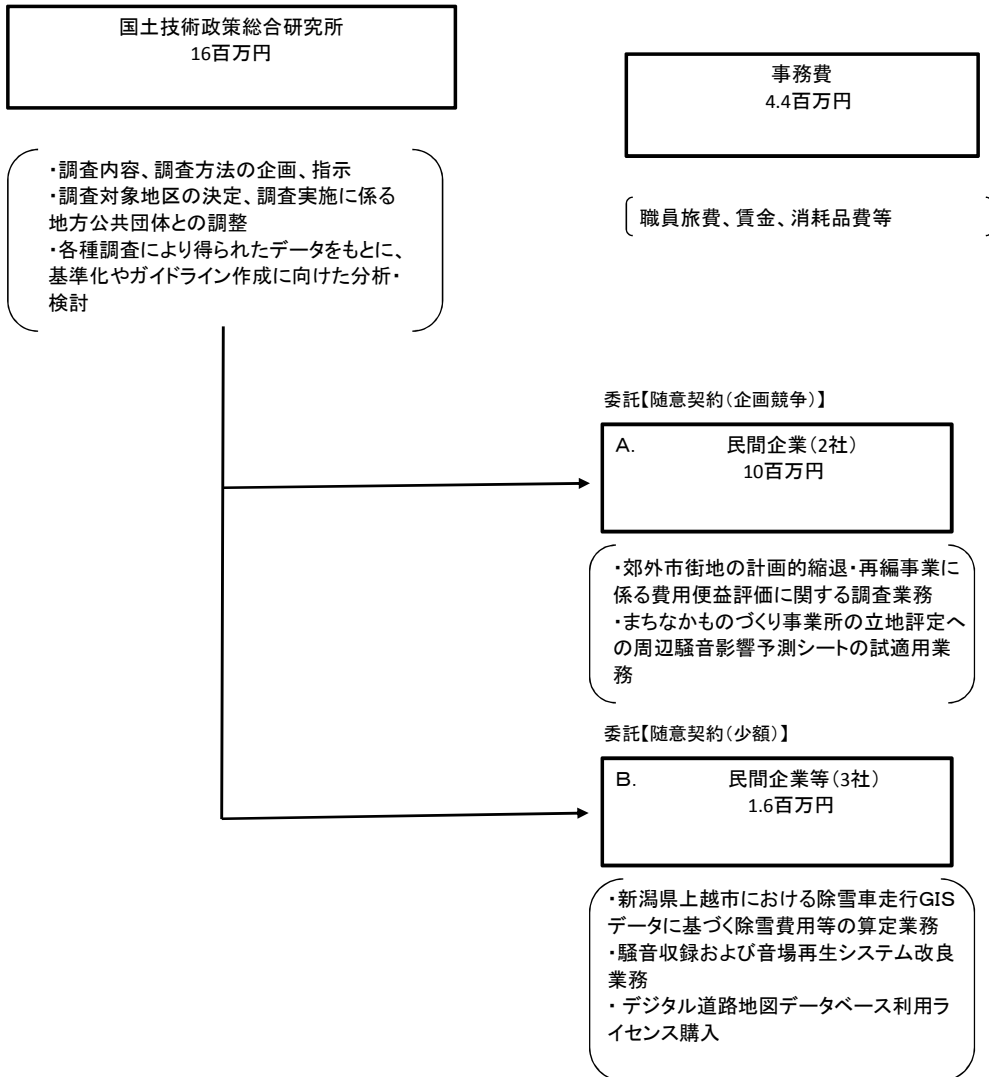 国土技術政策総合研究所
16百万円
事務費
4.4百万円
・調査内容、調査方法の企画、指示
・調査対象地区の決定、調査実施に係る
地方公共団体との調整
・各種調査により得られたデータをもとに、
基準化やガイドライン作成に向けた分析・
検討
職員旅費、賃金、消耗品費等
委託【随意契約(企画競争)】
A. 民間企業(2社)
10百万円
・郊外市街地の計画的縮退・再編事業に
係る費用便益評価に関する調査業務
・まちなかものづくり事業所の立地評定へ
の周辺騒音影響予測シートの試適用業
務
委託【随意契約(少額)】
B. 民間企業等(3社)
1.6百万円
・新潟県上越市における除雪車走行GIS
データに基づく除雪費用等の算定業務
・騒音収録および音場再生システム改良
業務
・ デジタル道路地図データベース利用ラ
イセンス購入